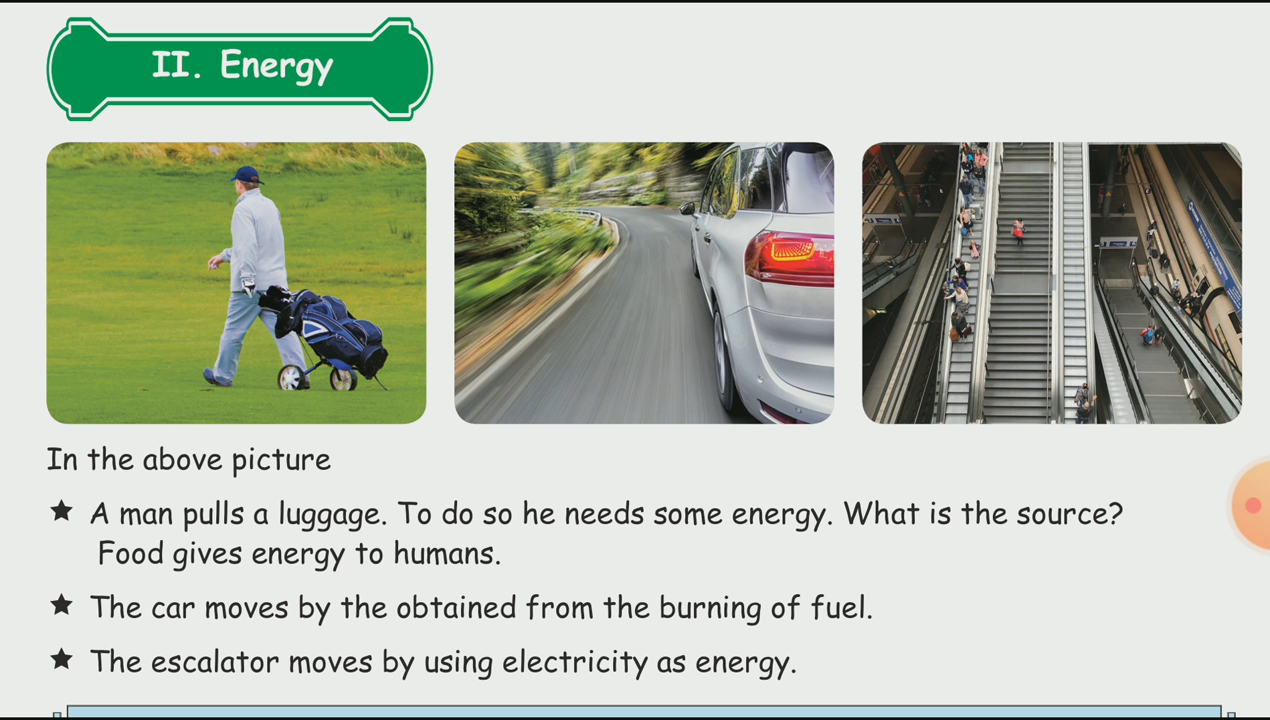 II. Energy
In the above picture
★ A man pulls a luggage. To do so he needs some energy. What is the source?
Food gives energy to humans.
★ The car moves by the obtained from the burning of fuel.
★ The escalator moves by using electricity as energy.